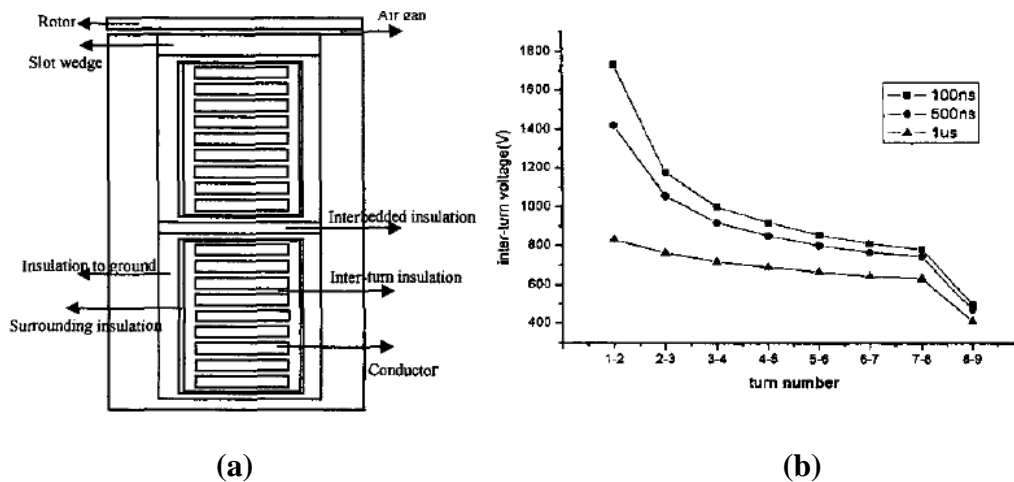 Rotor
Air gan
Slot wedge
Interbedded insulation
Insulation to ground
Inter-turn insulation
Surrounding insulation
Conductor
(a)
inter-turn voltage(V)
1800
1600
1400
1200
1000
800
600
400
100ns
500ns
1us
1-2 2-3 3-4 4-5 5-6 6-7 7-8 8-9
turn number
(b)